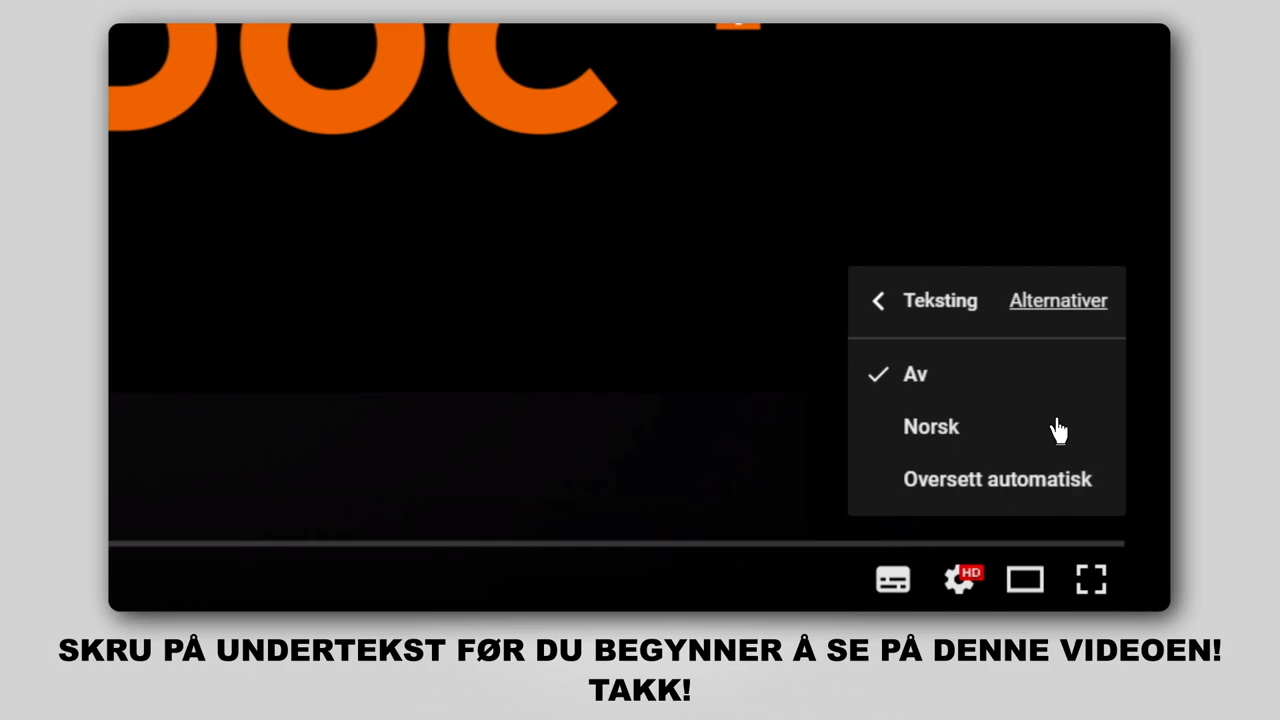 Teksting Alternativer
Av
Norsk
Oversett automatisk
HD
SKRU PÅ UNDERTEKST FØR DU BEGYNNER Å SE PÅ DENNE VIDEOEN!
TAKK!